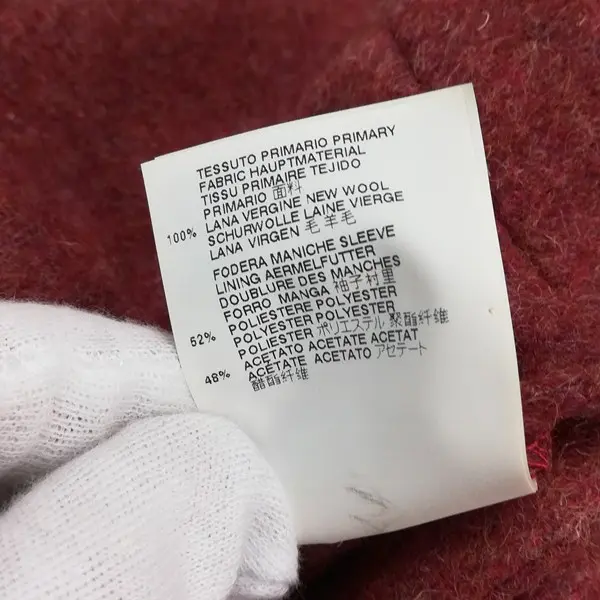 TESSUTO PRIMARIO PRIMARY
FABRIC HAUPTMATERIAL
TISSU PRIMAIRE TEJIDO
PRIMARIO 面料
LANA VERGINE NEW WOOL
100% SCHURWOLLE LAINE VIERGE
LANA VIRGEN 毛 羊毛
FODERA MANICHE SLEEVE
LINING AERMELFUTTER
DOUBLURE DES MANCHES
FORRO MANGA 袖子衬里
POLIESTERE POLYESTER
52% POLYESTER POLYESTER
POLIESTER ポリエステル 聚酯纤维
ACETATO ACETATE ACETAT
48% ACÉTATE ACETATO アセテート
醋酯纤维